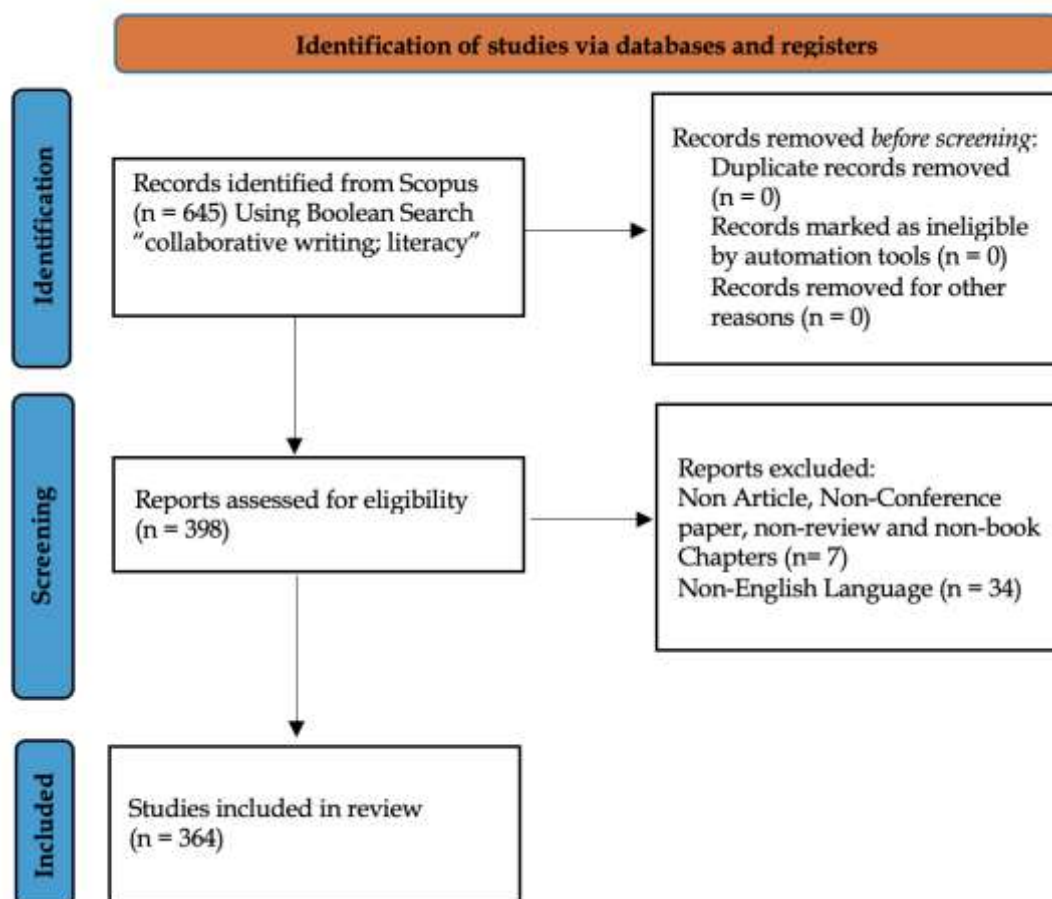 Identification of studies via databases and registers
Identification
Records identified from Scopus
(n = 645) Using Boolean Search
“collaborative writing; literacy”
Records removed before screening:
Duplicate records removed
(n = 0)
Records marked as ineligible
by automation tools (n = 0)
Records removed for other
reasons (n = 0)
Screening
Reports assessed for eligibility
(n = 398)
Reports excluded:
Non Article, Non-Conference
paper, non-review and non-book
Chapters (n= 7)
Non-English Language (n = 34)
Included
Studies included in review
(n = 364)